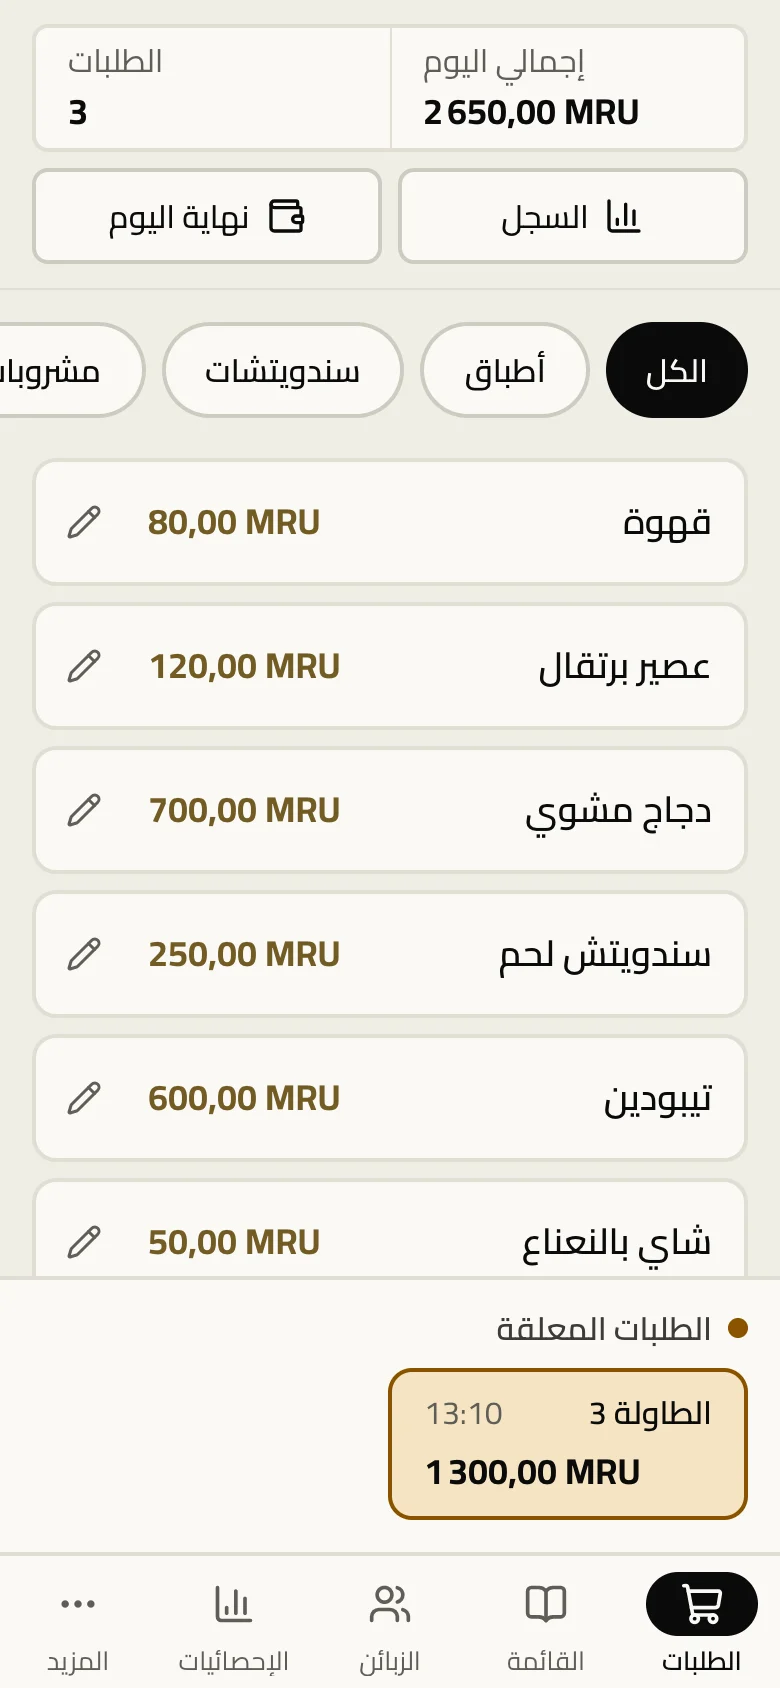 إجمالي اليوم
2 650,00 MRU
الطلبات
3
السجل
نهاية اليوم
الكل
أطباق
سندويتشات
مشروبات
قهوة
80,00 MRU
عصير برتقال
120,00 MRU
دجاج مشوي
700,00 MRU
سندويتش لحم
250,00 MRU
تيبودين
600,00 MRU
شاي بالنعناع
50,00 MRU
الطلبات المعلقة
الطاولة 3
13:10
1 300,00 MRU
الطلبات
القائمة
الزبائن
الإحصائيات
المزيد